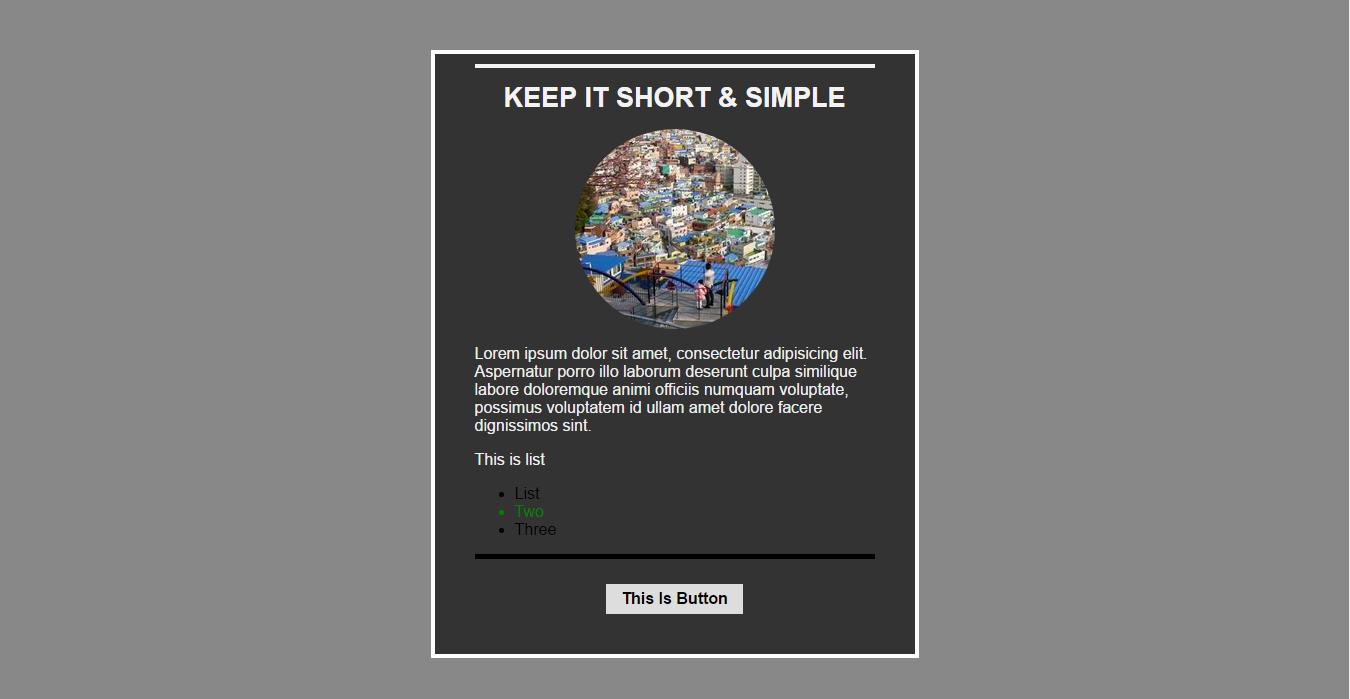 KEEP IT SHORT & SIMPLE
Lorem ipsum dolor sit amet, consectetur adipisicing elit.
Aspernatur porro illo laborum deserunt culpa similique
labore doloremque animi officiis numquam voluptate,
possimus voluptatem id ullam amet dolore facere
dignissimos sint.
This is list
List
Two
Three
This Is Button